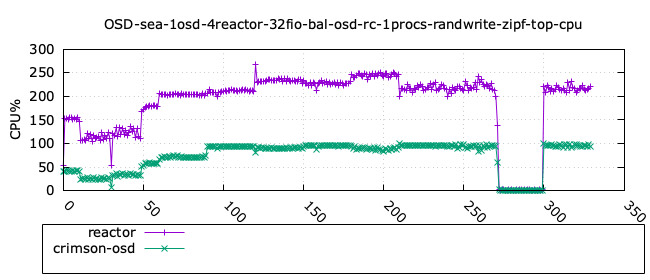 OSD-sea-1osd-4reactor-32fio-bal-osd-rc-1procs-randwrite-zipf-top-cpu
300
250
200
150
100
50
0
CPU%
0 50 100 150 200 250 300 350
reactor
crimson-osd